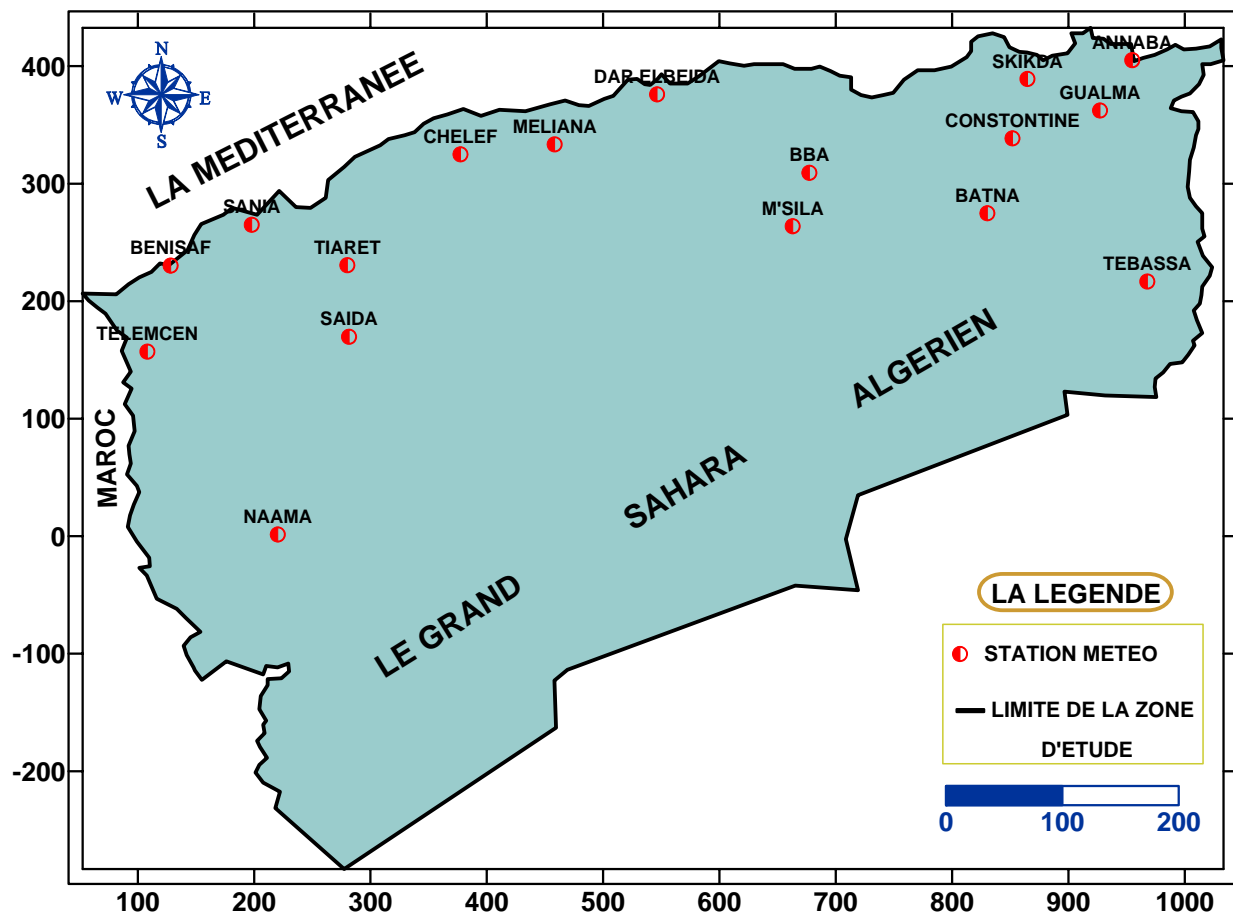 ANNABA
SKIKDA
DAR ELBEIDA
GUALMA
CONSTONTINE
MELIANA
CHELEF
BBA
BATNA
M'SILA
SANIA
BENISAF
TIARET
TEBASSA
TELEMCEN
SAIDA
NAAMA
LA MEDITERRANEE
MAROC
LE GRAND SAHARA ALGERIEN
N
W
E
S
400
300
200
100
0
-100
-200
100 200 300 400 500 600 700 800 900 1000
LA LEGENDE
STATION METEO
LIMITE DE LA ZONE
D'ETUDE
0 100 200